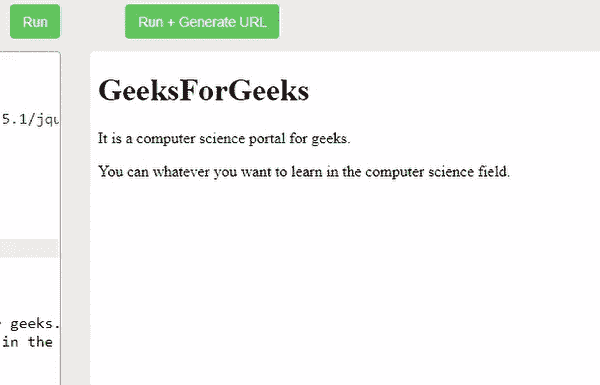 Run
Run + Generate URL
5.1/jqu
GeeksForGeeks
It is a computer science portal for geeks.
You can whatever you want to learn in the computer science field.
geeks.
in the